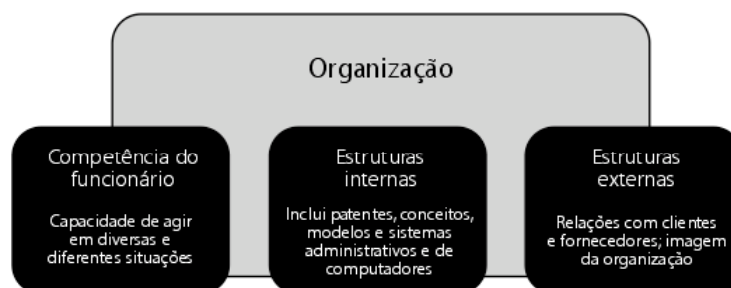 Organização
Competência do
funcionário
Capacidade de agir
em diversas e
diferentes situações
Estruturas
internas
Inclui patentes, conceitos,
modelos e sistemas
administrativos e de
computadores
Estruturas
externas
Relações com clientes
e fornecedores; imagem
da organização